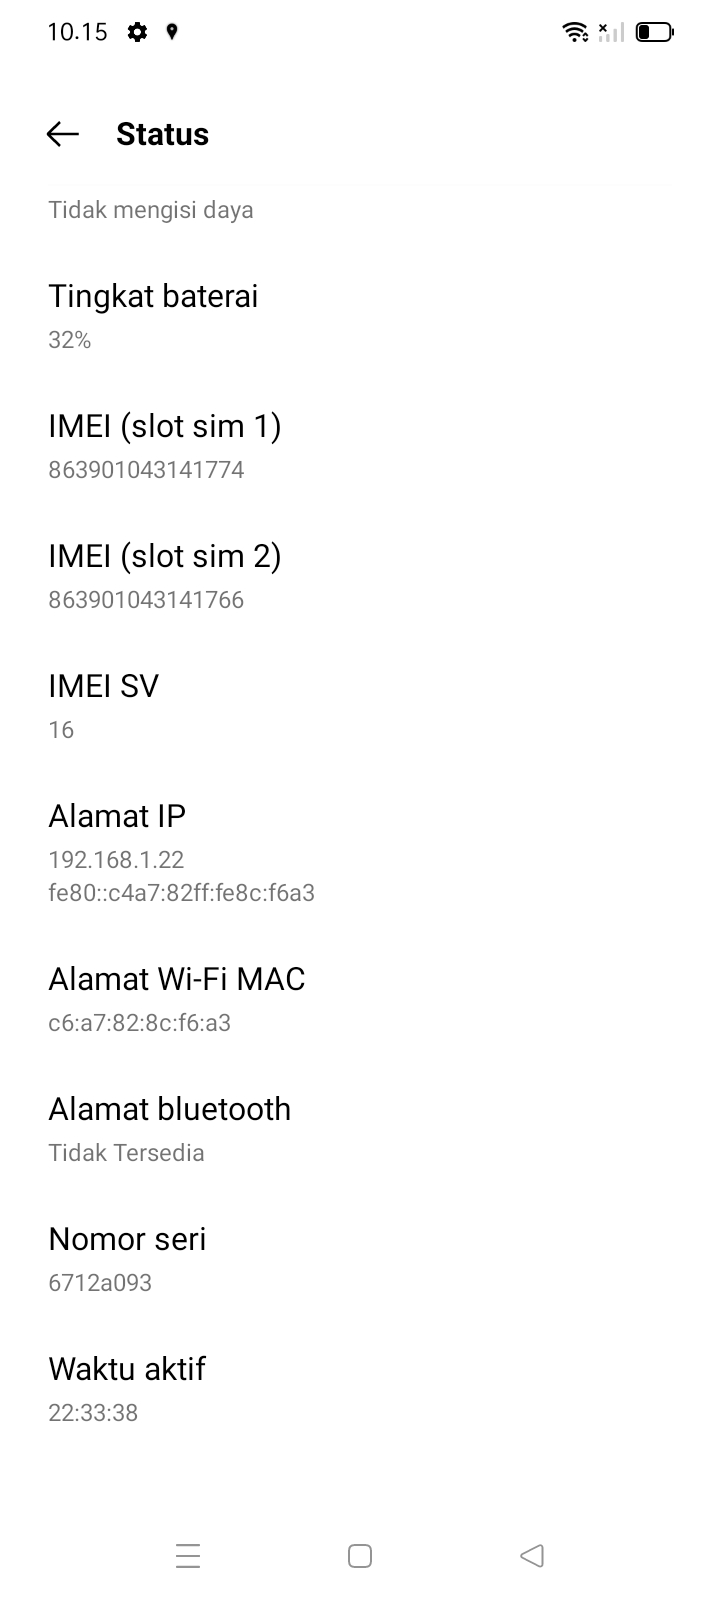 10.15
Status
Tidak mengisi daya
Tingkat baterai
32%
IMEI (slot sim 1)
863901043141774
IMEI (slot sim 2)
863901043141766
IMEI SV
16
Alamat IP
192.168.1.22
fe80::c4a7:82ff:fe8c:f6a3
Alamat Wi-Fi MAC
c6:a7:82:8c:f6:a3
Alamat bluetooth
Tidak Tersedia
Nomor seri
6712a093
Waktu aktif
22:33:38